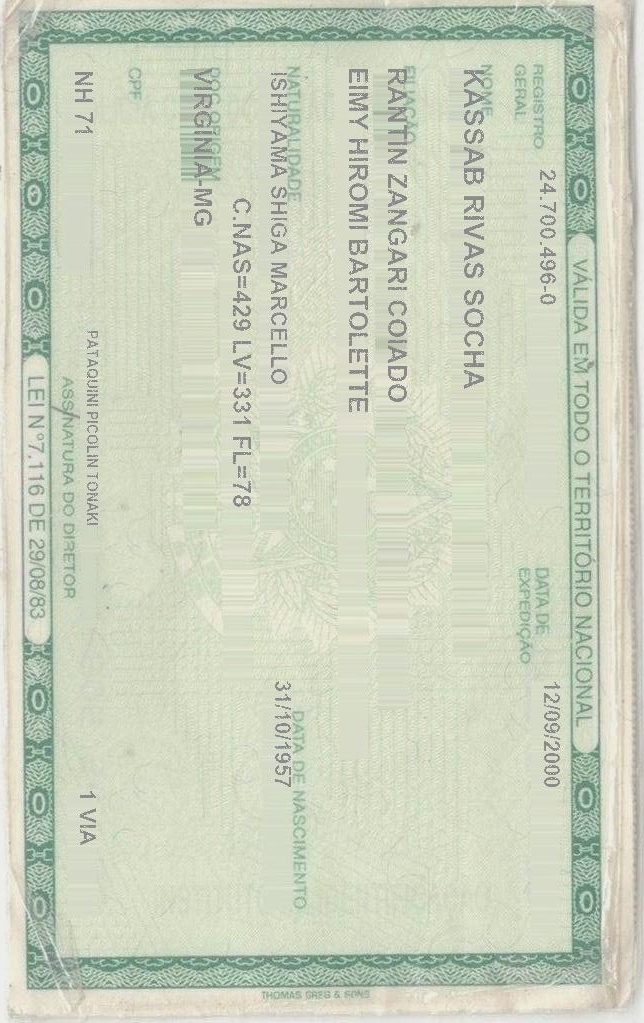 VÁLIDA EM TODO O TERRITÓRIO NACIONAL
REGISTRO GERAL 24.700.496-0 DATA DE EXPEDIÇÃO 12/09/2000
NOME
KASSAB RIVAS SOCHA
FILIAÇÃO
RANTIN ZANGARI COIADO
EIMY HIROMI BARTOLETTE
NATURALIDADE DATA DE NASCIMENTO
ISHIYAMA SHIGA MARCELLO 31/10/1957
C.NAS=429 LV=331 FL=78
DOC ORIGEM
VIRGINIA-MG
CPF
NH 71 1 VIA
PATAQUINI PICOLIN TONAKI
ASSINATURA DO DIRETOR
LEI Nº 7.116 DE 29/08/83
THOMAS GREG & SONS